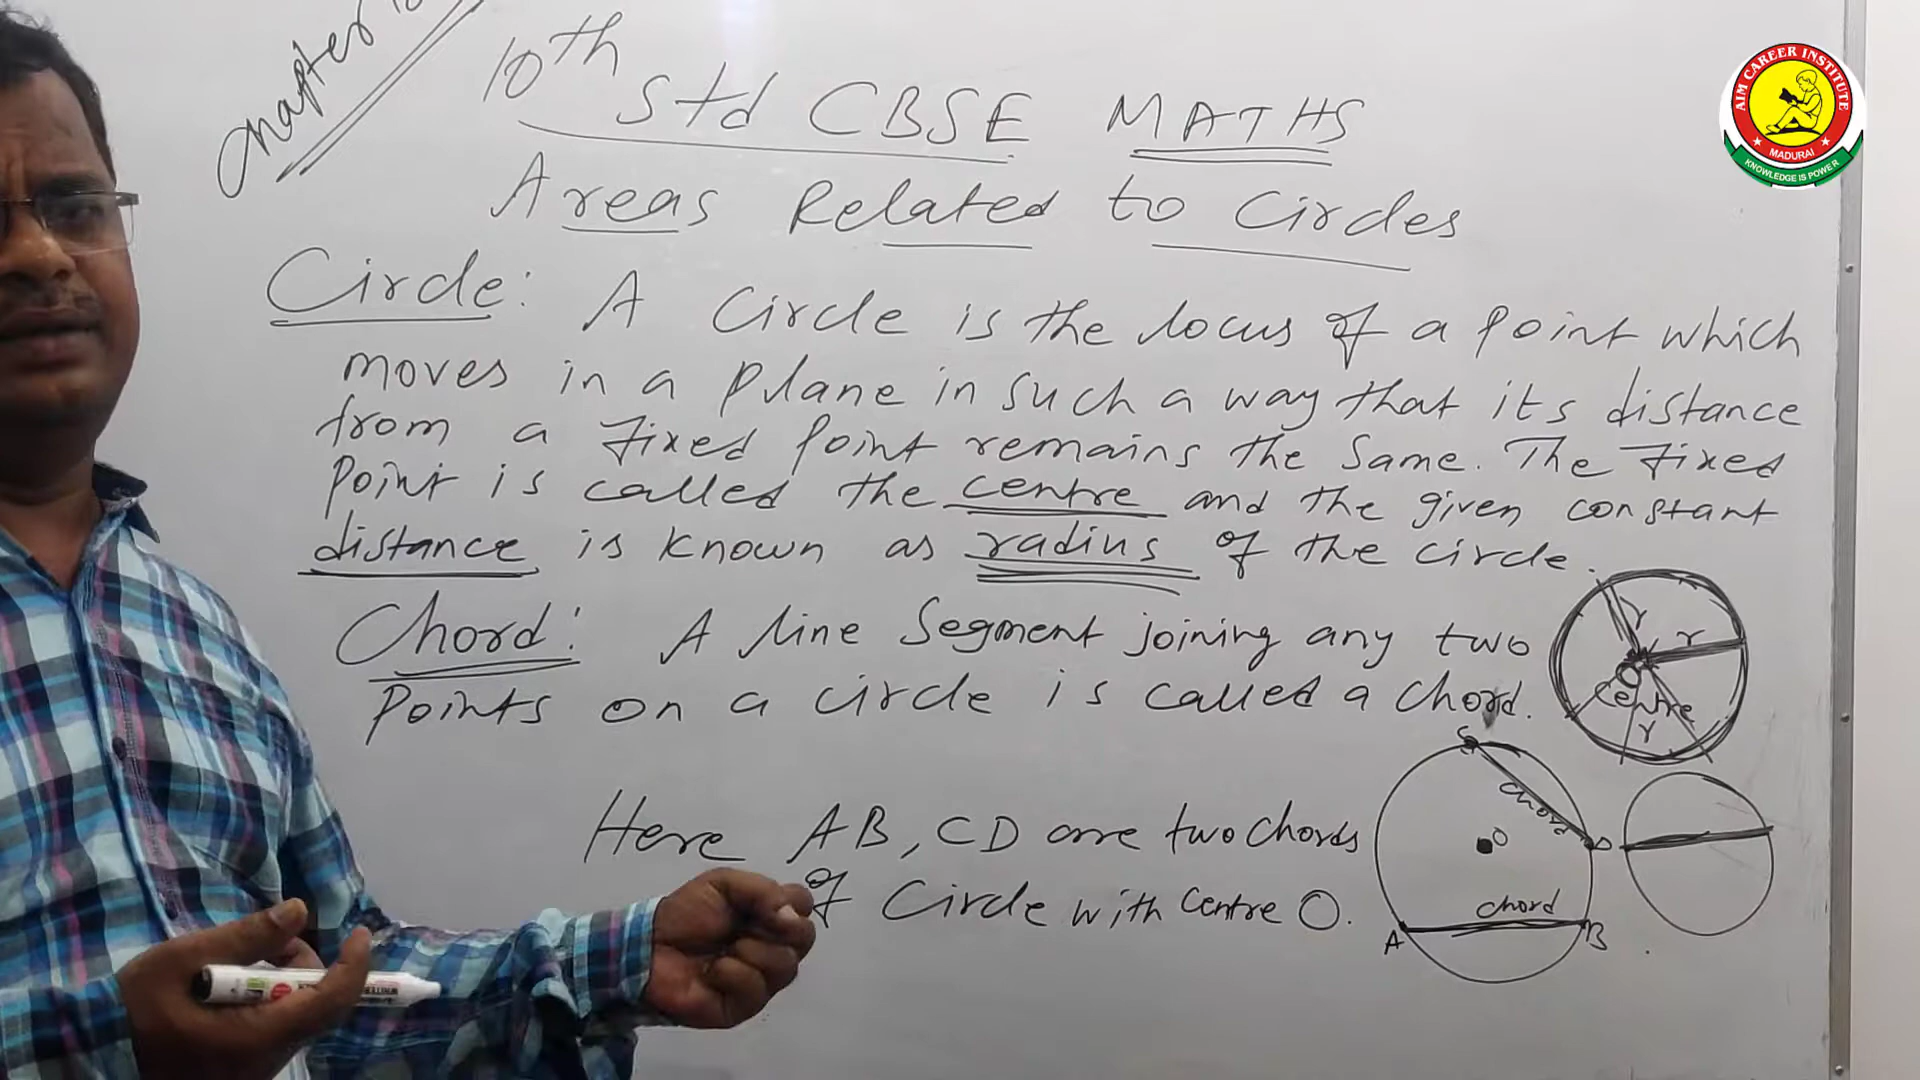 Chapter
10th Std CBSE MATHS
Areas Related to Circles
Circle: A Circle is the locus of a point which
moves in a plane in such a way that its distance
from a fixed point remains the same. The fixed
point is called the centre and the given constant
distance is known as radius of the circle.
Chord: A line segment joining any two
points on a circle is called a chord.
Here AB, CD are two chords
of Circle with centre O.
r
r
centre
r
C
chord
D
O
chord
A
B
AIM CAREER INSTITUTE
MADURAI
KNOWLEDGE IS POWER